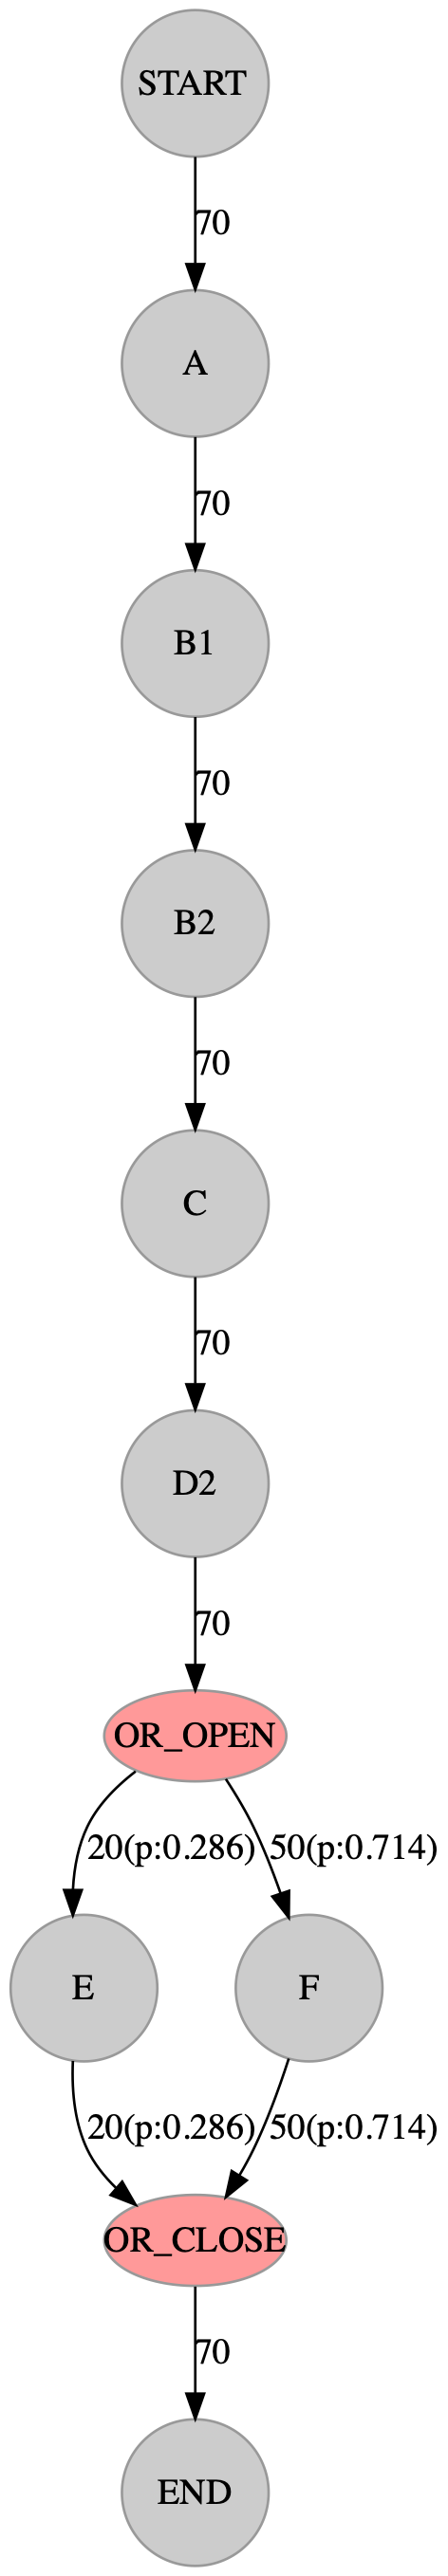 START
70
A
70
B1
70
B2
70
C
70
D2
70
OR_OPEN
20(p:0.286) 50(p:0.714)
E F
20(p:0.286) 50(p:0.714)
OR_CLOSE
70
END